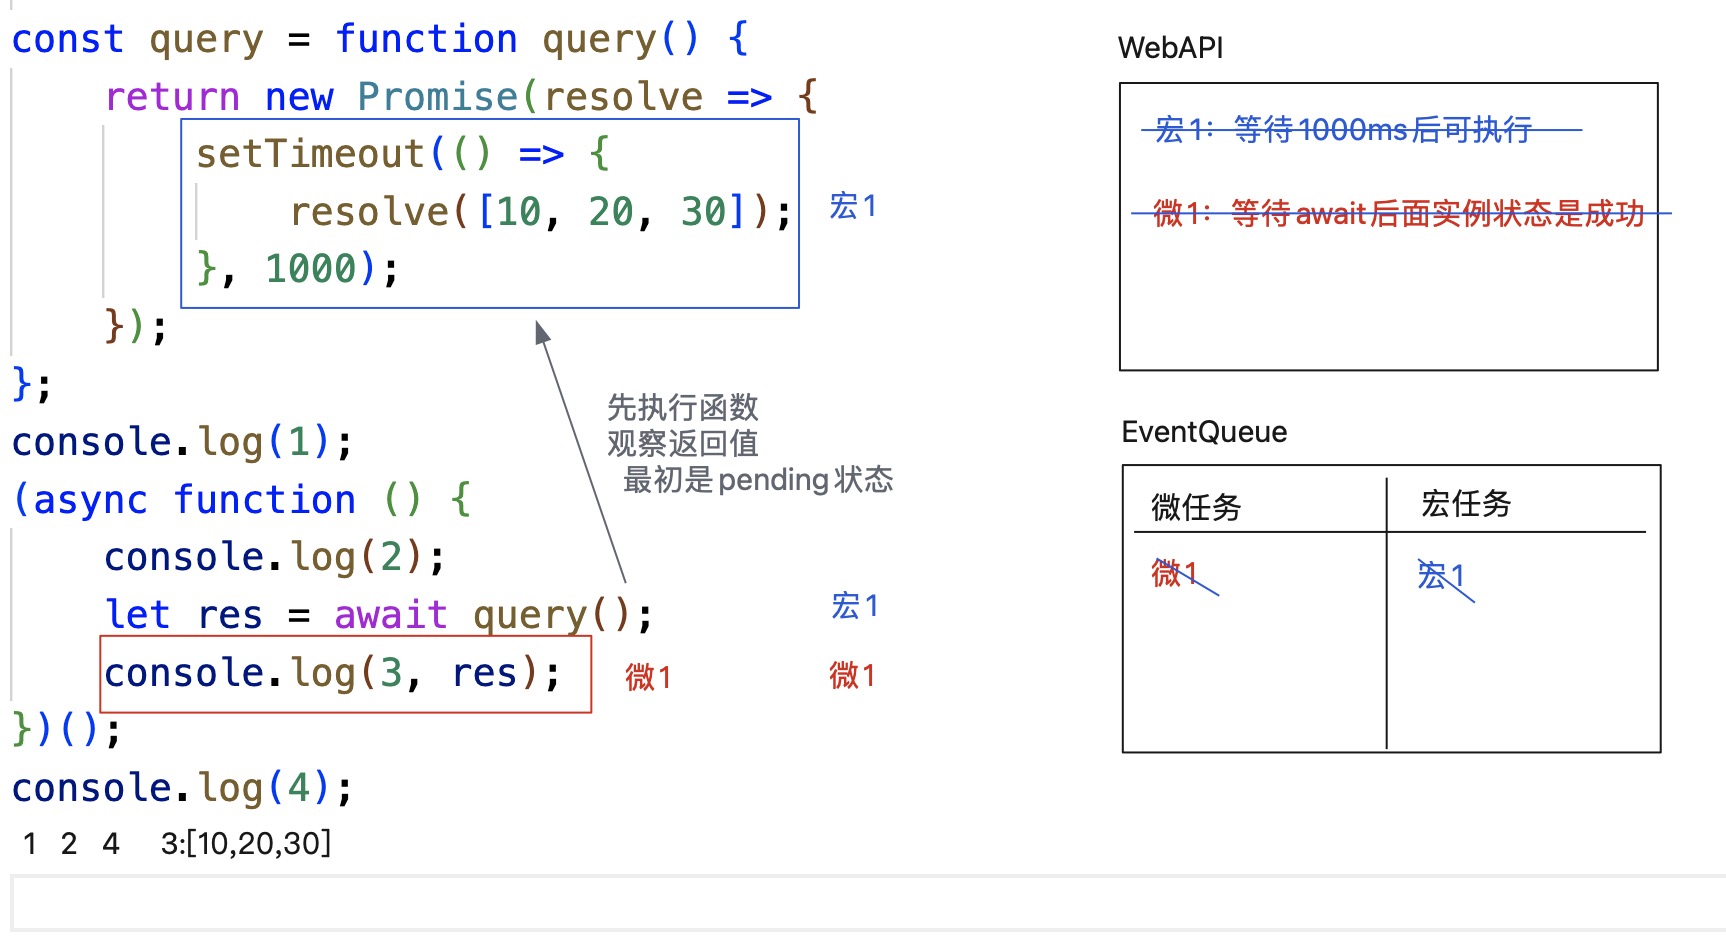 const query = function query() {
return new Promise(resolve => {
setTimeout(() => {
resolve([10, 20, 30]);
宏1
}, 1000);
});
};
先执行函数
观察返回值
最初是pending状态
console.log(1);
(async function () {
console.log(2);
let res = await query();
宏1
console.log(3, res);
微1
微1
})();
console.log(4);
1 2 4 3:[10,20,30]
WebAPI
宏1：等待1000ms后可执行
微1：等待await后面实例状态是成功
EventQueue
微任务
宏任务
微1
宏1